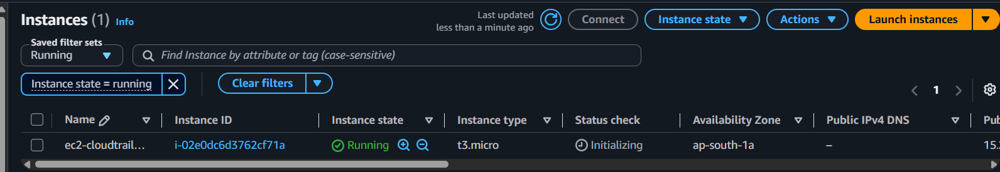 Instances (1) Info
Last updated
less than a minute ago
Connect
Instance state
Actions
Launch instances
Saved filter sets
Running
Find Instance by attribute or tag (case-sensitive)
Instance state = running
Clear filters
1
Name Instance ID Instance state Instance type Status check Availability Zone Public IPv4 DNS Pub
ec2-cloudtrail... i-02e0dc6d3762cf71a Running t3.micro Initializing ap-south-1a – 15.